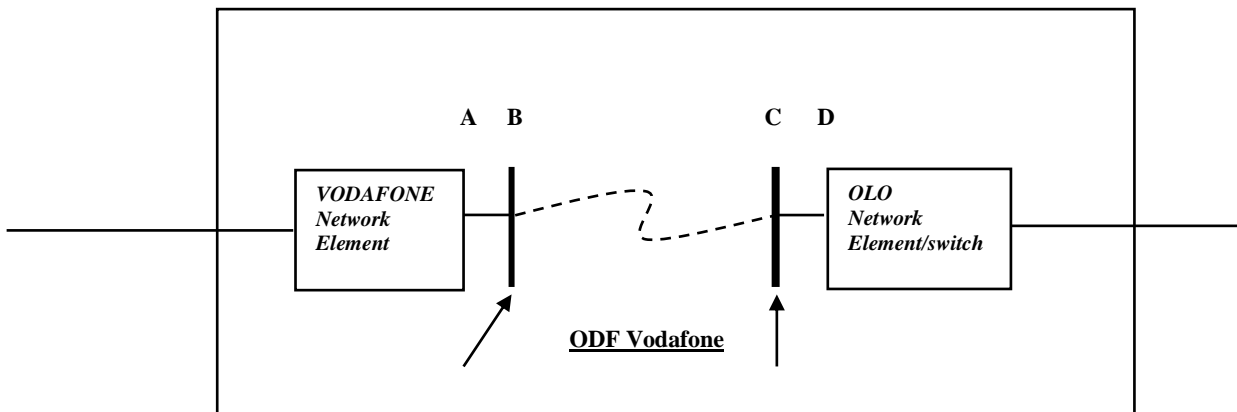 A B C D
VODAFONE
Network
Element
OLO
Network
Element/switch
ODF Vodafone